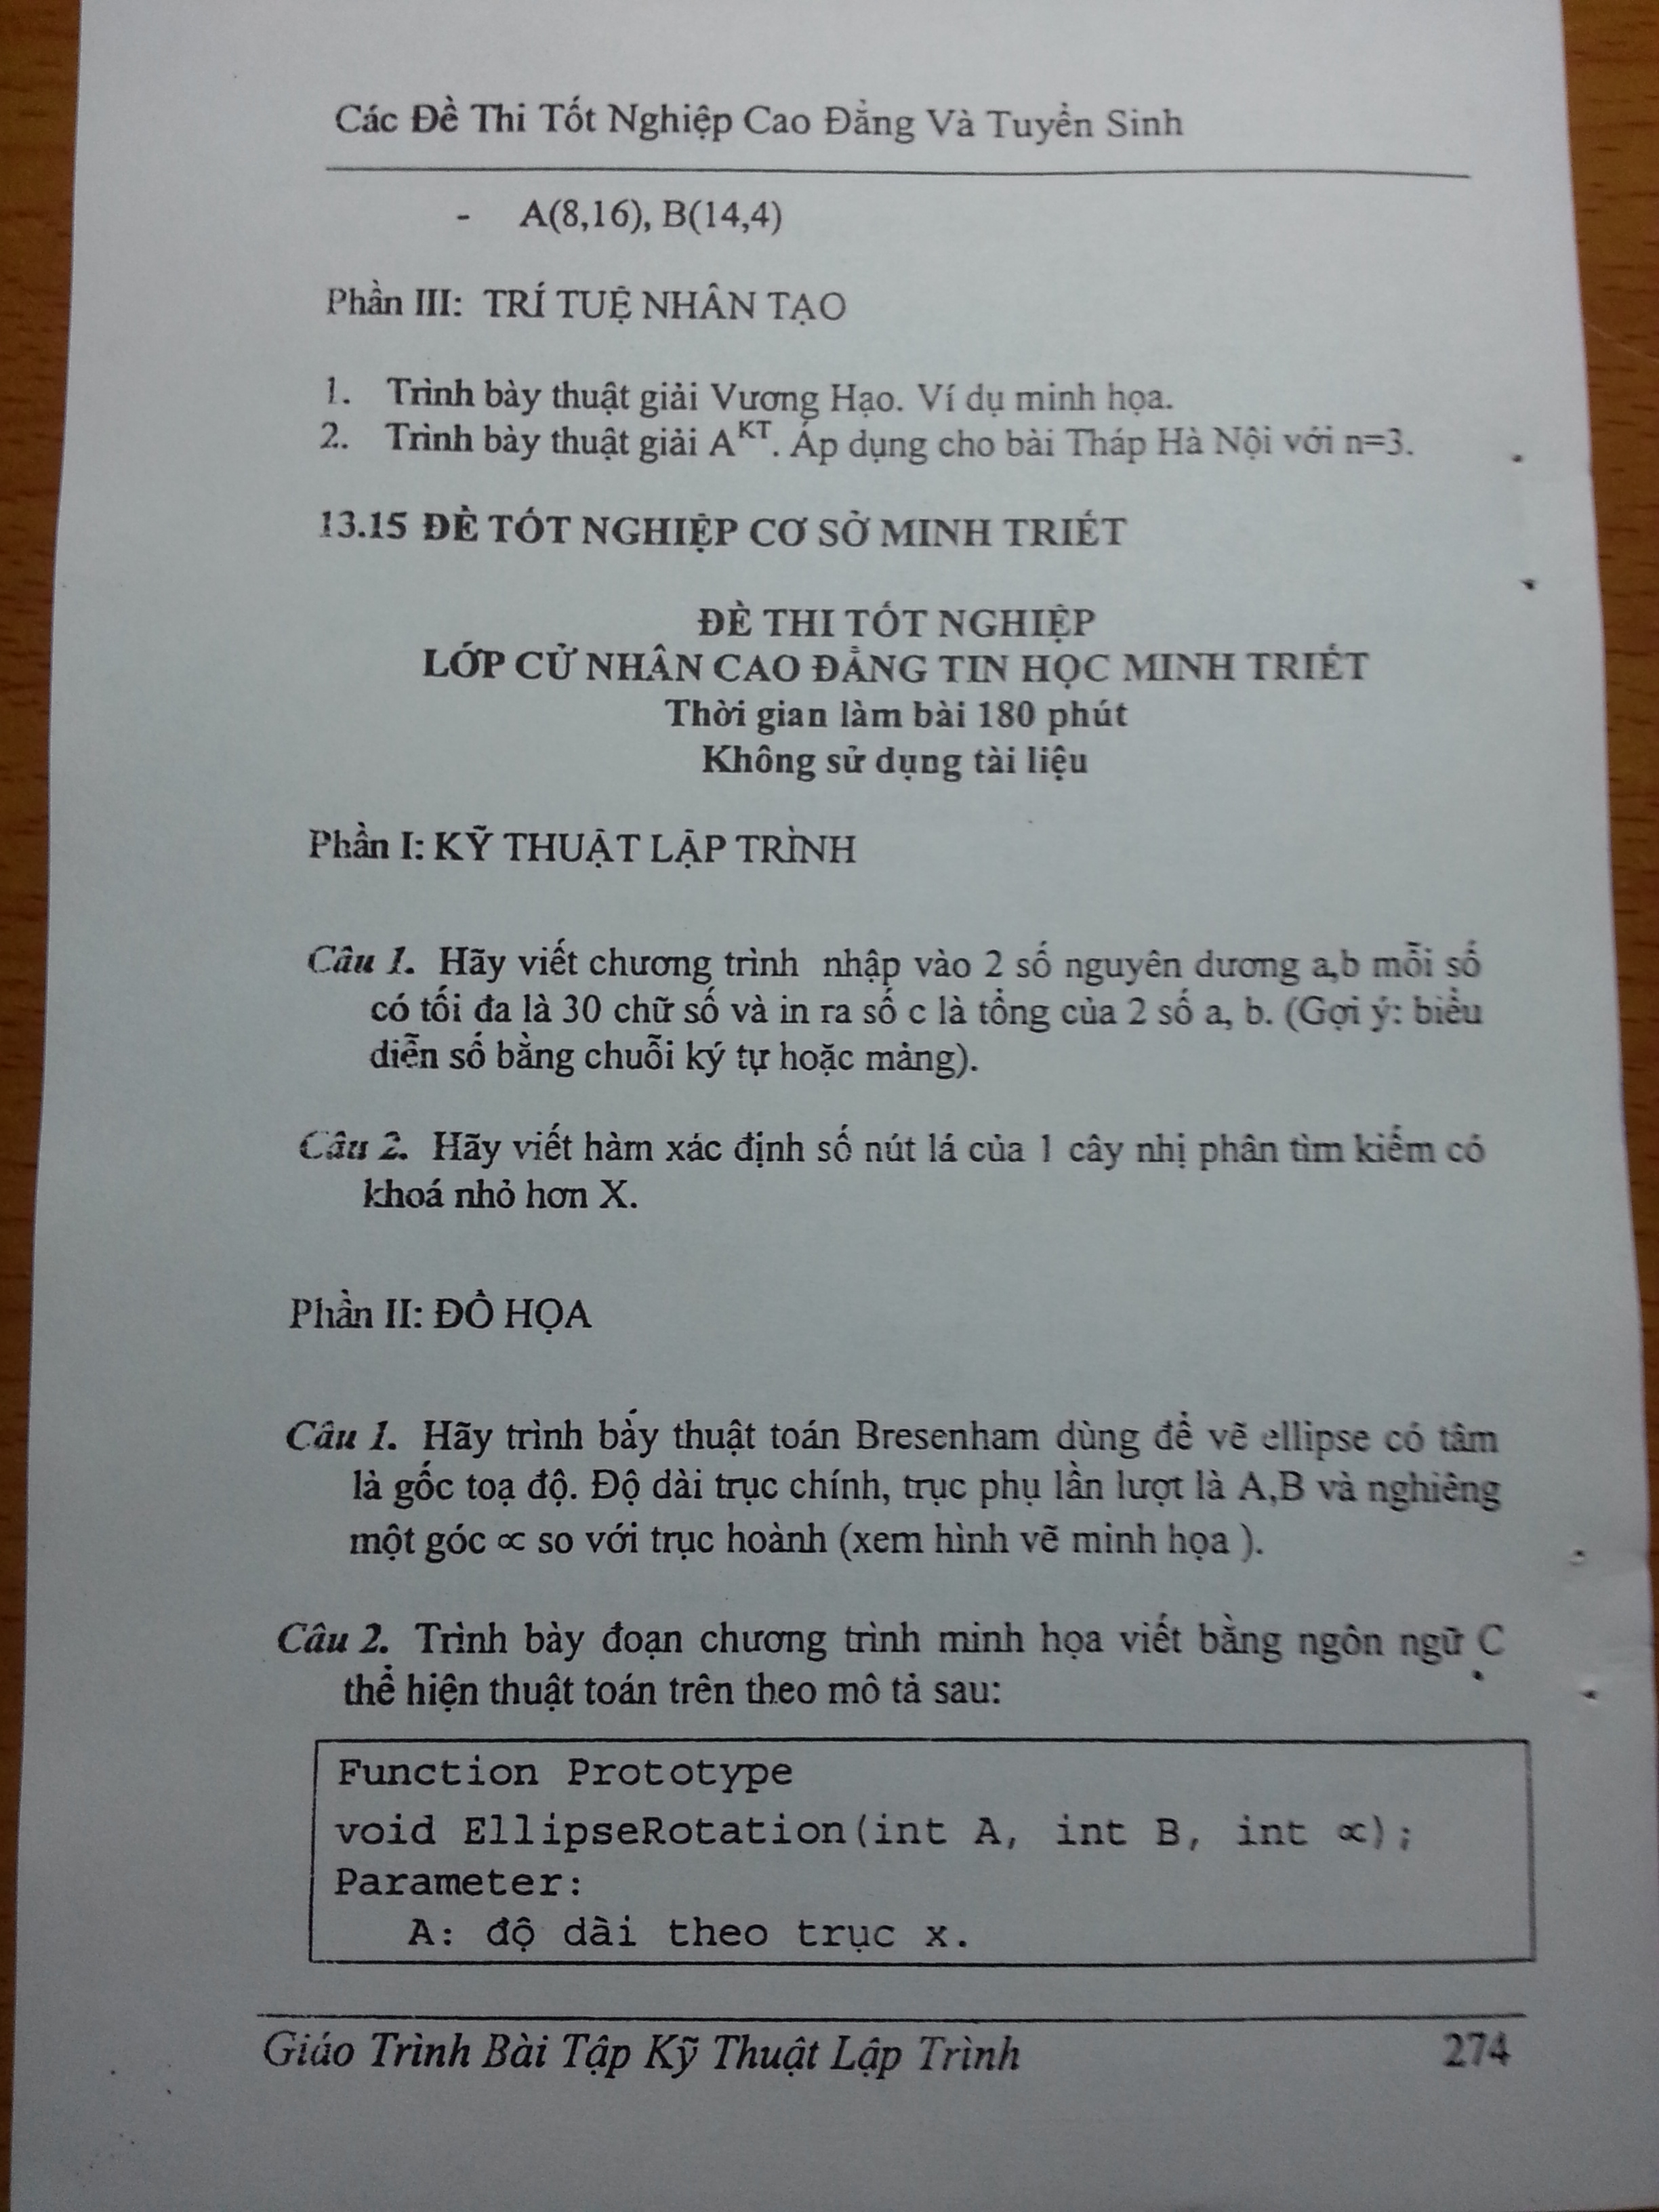 Các Đề Thi Tốt Nghiệp Cao Đẳng Và Tuyển Sinh
- A(8,16), B(14,4)
Phần III: TRÍ TUỆ NHÂN TẠO
1. Trình bày thuật giải Vương Hạo. Ví dụ minh họa.
2. Trình bày thuật giải A^KT. Áp dụng cho bài Tháp Hà Nội với n=3.
13.15 ĐỀ TỐT NGHIỆP CƠ SỞ MINH TRIẾT
ĐỀ THI TỐT NGHIỆP
LỚP CỬ NHÂN CAO ĐẲNG TIN HỌC MINH TRIẾT
Thời gian làm bài 180 phút
Không sử dụng tài liệu
Phần I: KỸ THUẬT LẬP TRÌNH
Câu 1. Hãy viết chương trình nhập vào 2 số nguyên dương a,b mỗi số
có tối đa là 30 chữ số và in ra số c là tổng của 2 số a, b. (Gợi ý: biểu
diễn số bằng chuỗi ký tự hoặc mảng).
Câu 2. Hãy viết hàm xác định số nút lá của 1 cây nhị phân tìm kiếm có
khoá nhỏ hơn X.
Phần II: ĐỒ HỌA
Câu 1. Hãy trình bầy thuật toán Bresenham dùng để vẽ ellipse có tâm
là gốc toạ độ. Độ dài trục chính, trục phụ lần lượt là A,B và nghiêng
một góc ∝ so với trục hoành (xem hình vẽ minh họa ).
Câu 2. Trình bày đoạn chương trình minh họa viết bằng ngôn ngữ C
thể hiện thuật toán trên theo mô tả sau:
Function Prototype
void EllipseRotation(int A, int B, int ∝);
Parameter:
A: độ dài theo trục x.
Giáo Trình Bài Tập Kỹ Thuật Lập Trình 274